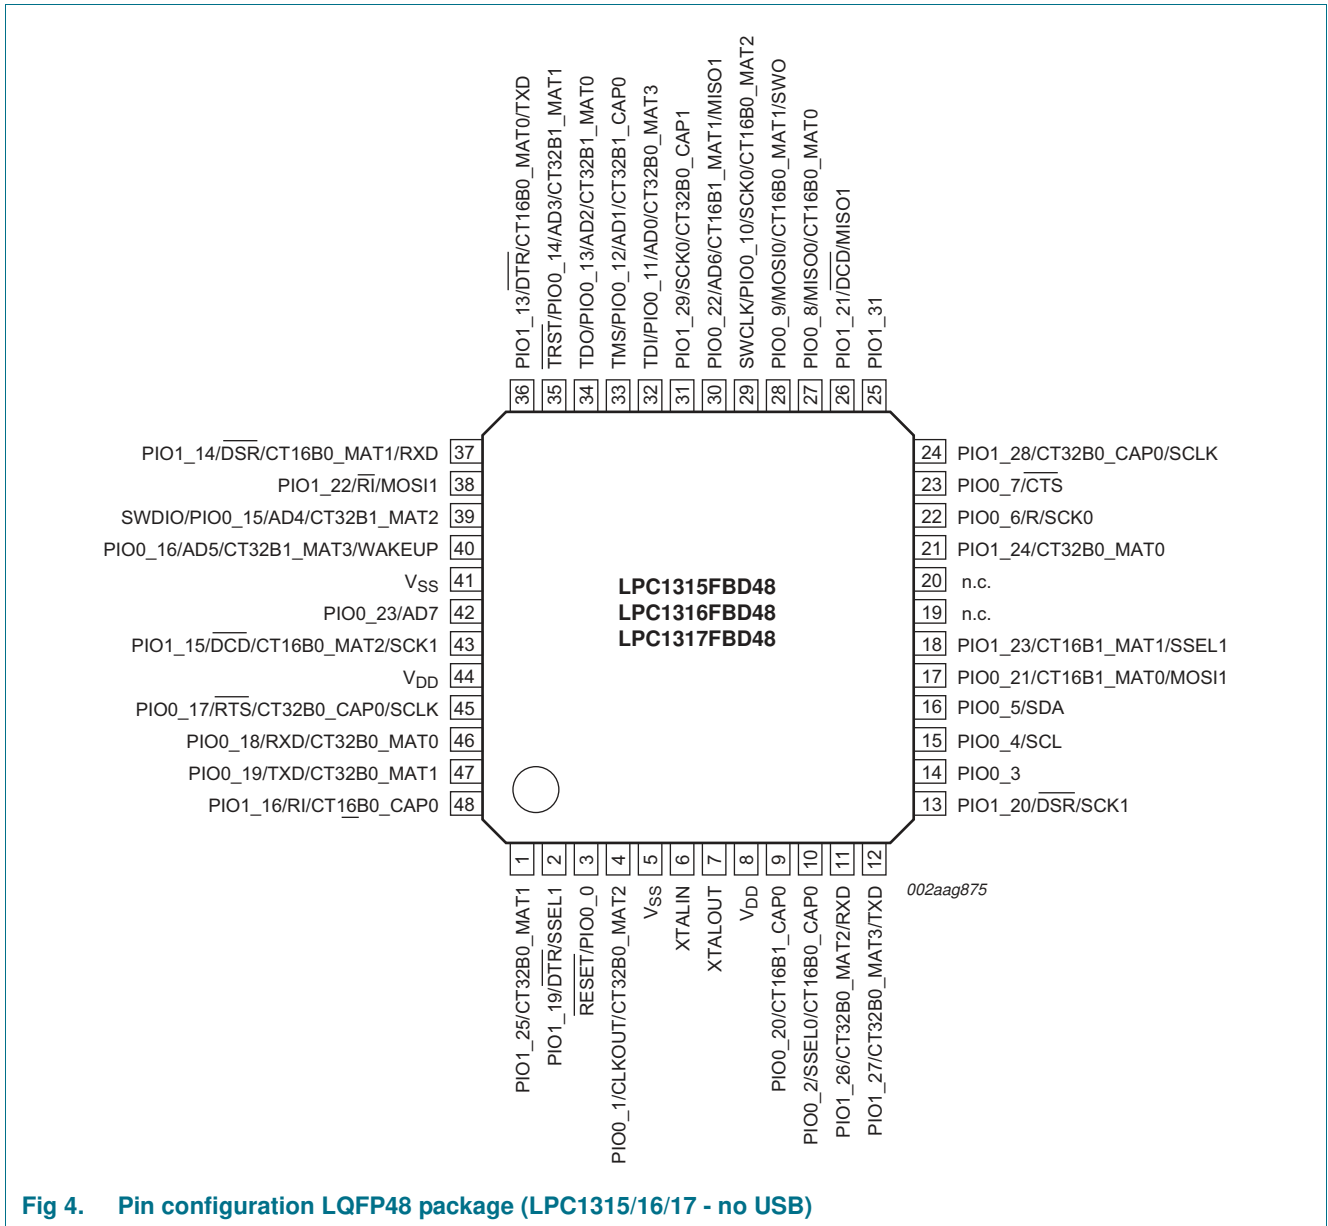 PIO1_13/DTR/CT16B0_MAT0/TXD
TRST/PIO0_14/AD3/CT32B1_MAT1
TDO/PIO0_13/AD2/CT32B1_MAT0
TMS/PIO0_12/AD1/CT32B1_CAP0
TDI/PIO0_11/AD0/CT32B0_MAT3
PIO1_29/SCK0/CT32B0_CAP1
PIO0_22/AD6/CT16B1_MAT1/MISO1
SWCLK/PIO0_10/SCK0/CT16B0_MAT2
PIO0_9/MOSI0/CT16B0_MAT1/SWO
PIO0_8/MISO0/CT16B0_MAT0
PIO1_21/DCD/MISO1
PIO1_31
36 35 34 33 32 31 30 29 28 27 26 25
PIO1_14/DSR/CT16B0_MAT1/RXD 37
PIO1_22/RI/MOSI1 38
SWDIO/PIO0_15/AD4/CT32B1_MAT2 39
PIO0_16/AD5/CT32B1_MAT3/WAKEUP 40
VSS 41
PIO0_23/AD7 42
PIO1_15/DCD/CT16B0_MAT2/SCK1 43
VDD 44
PIO0_17/RTS/CT32B0_CAP0/SCLK 45
PIO0_18/RXD/CT32B0_MAT0 46
PIO0_19/TXD/CT32B0_MAT1 47
PIO1_16/RI/CT16B0_CAP0 48
LPC1315FBD48
LPC1316FBD48
LPC1317FBD48
24 PIO1_28/CT32B0_CAP0/SCLK
23 PIO0_7/CTS
22 PIO0_6/R/SCK0
21 PIO1_24/CT32B0_MAT0
20 n.c.
19 n.c.
18 PIO1_23/CT16B1_MAT1/SSEL1
17 PIO0_21/CT16B1_MAT0/MOSI1
16 PIO0_5/SDA
15 PIO0_4/SCL
14 PIO0_3
13 PIO1_20/DSR/SCK1
1 2 3 4 5 6 7 8 9 10 11 12
PIO1_25/CT32B0_MAT1
PIO1_19/DTR/SSEL1
RESET/PIO0_0
PIO0_1/CLKOUT/CT32B0_MAT2
VSS
XTALIN
XTALOUT
VDD
PIO0_20/CT16B1_CAP0
PIO0_2/SSEL0/CT16B0_CAP0
PIO1_26/CT32B0_MAT2/RXD
PIO1_27/CT32B0_MAT3/TXD
002aag875
Fig 4. Pin configuration LQFP48 package (LPC1315/16/17 - no USB)